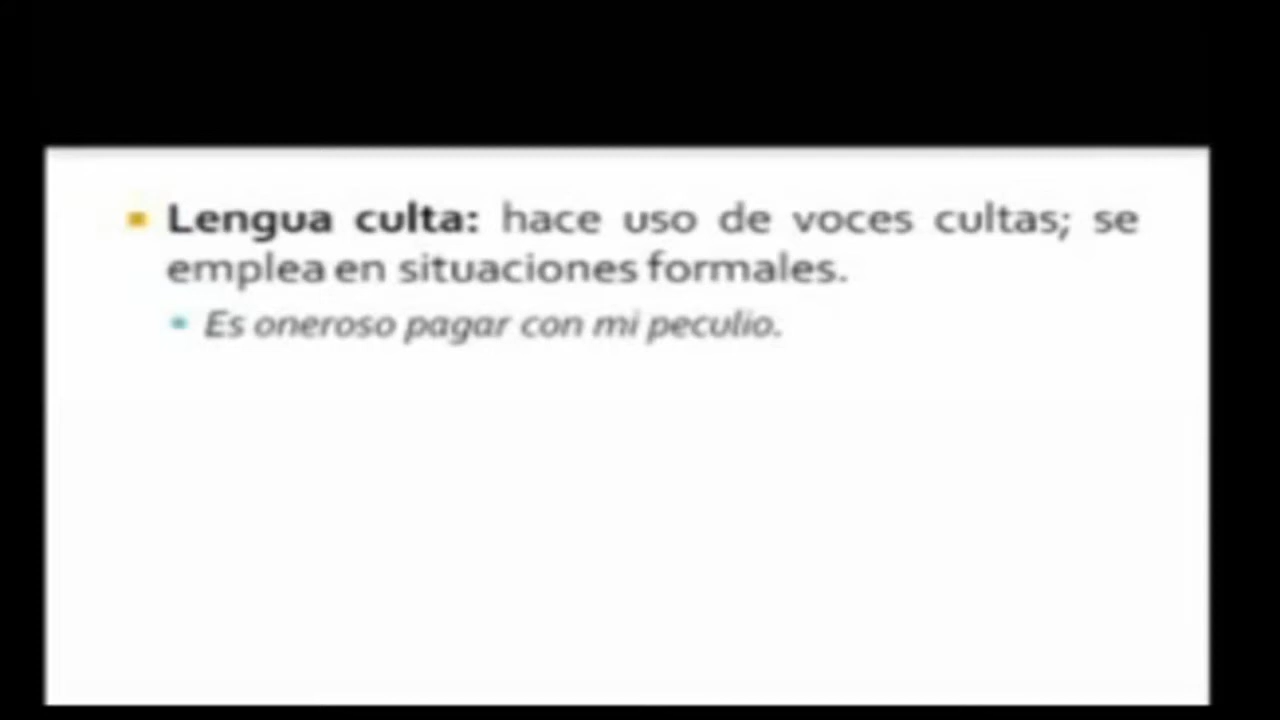 Lengua culta: hace uso de voces cultas; se
emplea en situaciones formales.
Es oneroso pagar con mi peculio.